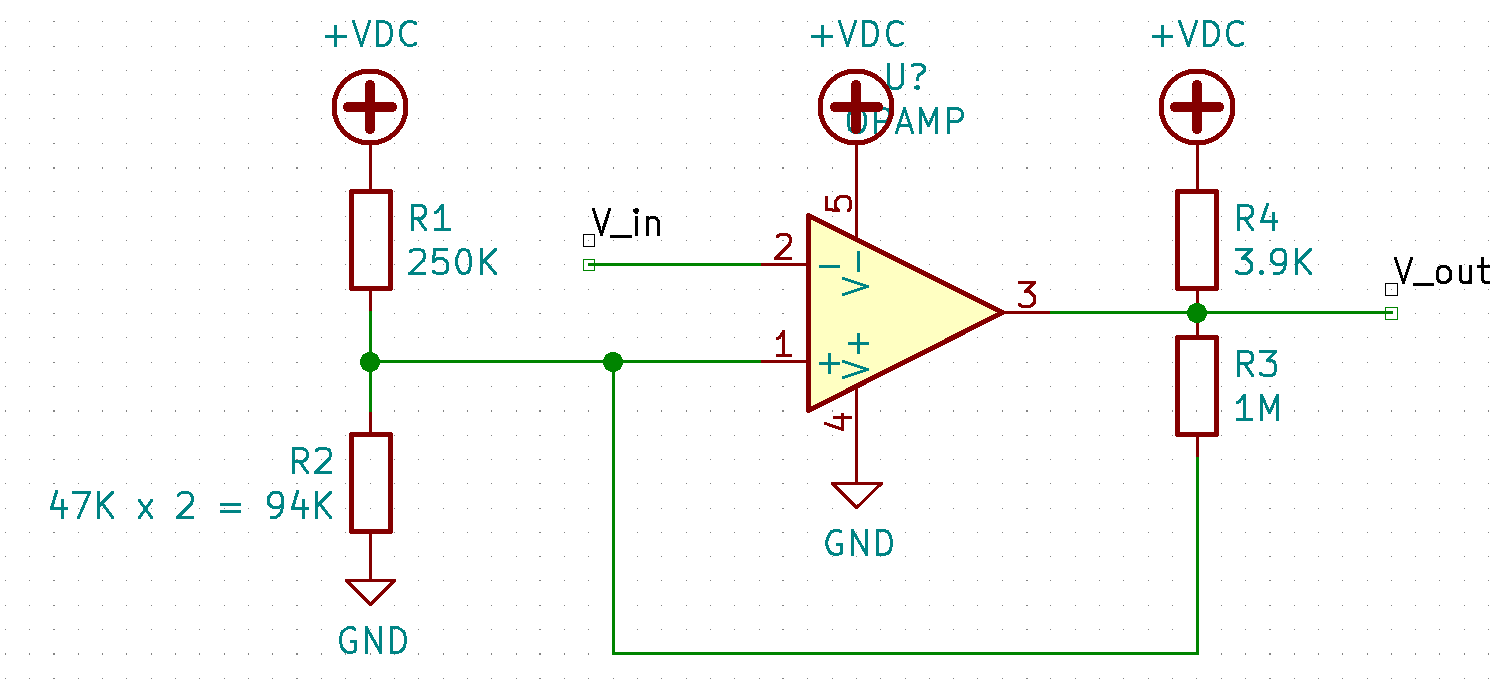 +VDC
+VDC
+VDC
U?
OPAMP
R1
250K
V_in
2
5
−
V−
1
+
V+
4
3
R4
3.9K
V_out
R3
1M
R2
47K x 2 = 94K
GND
GND